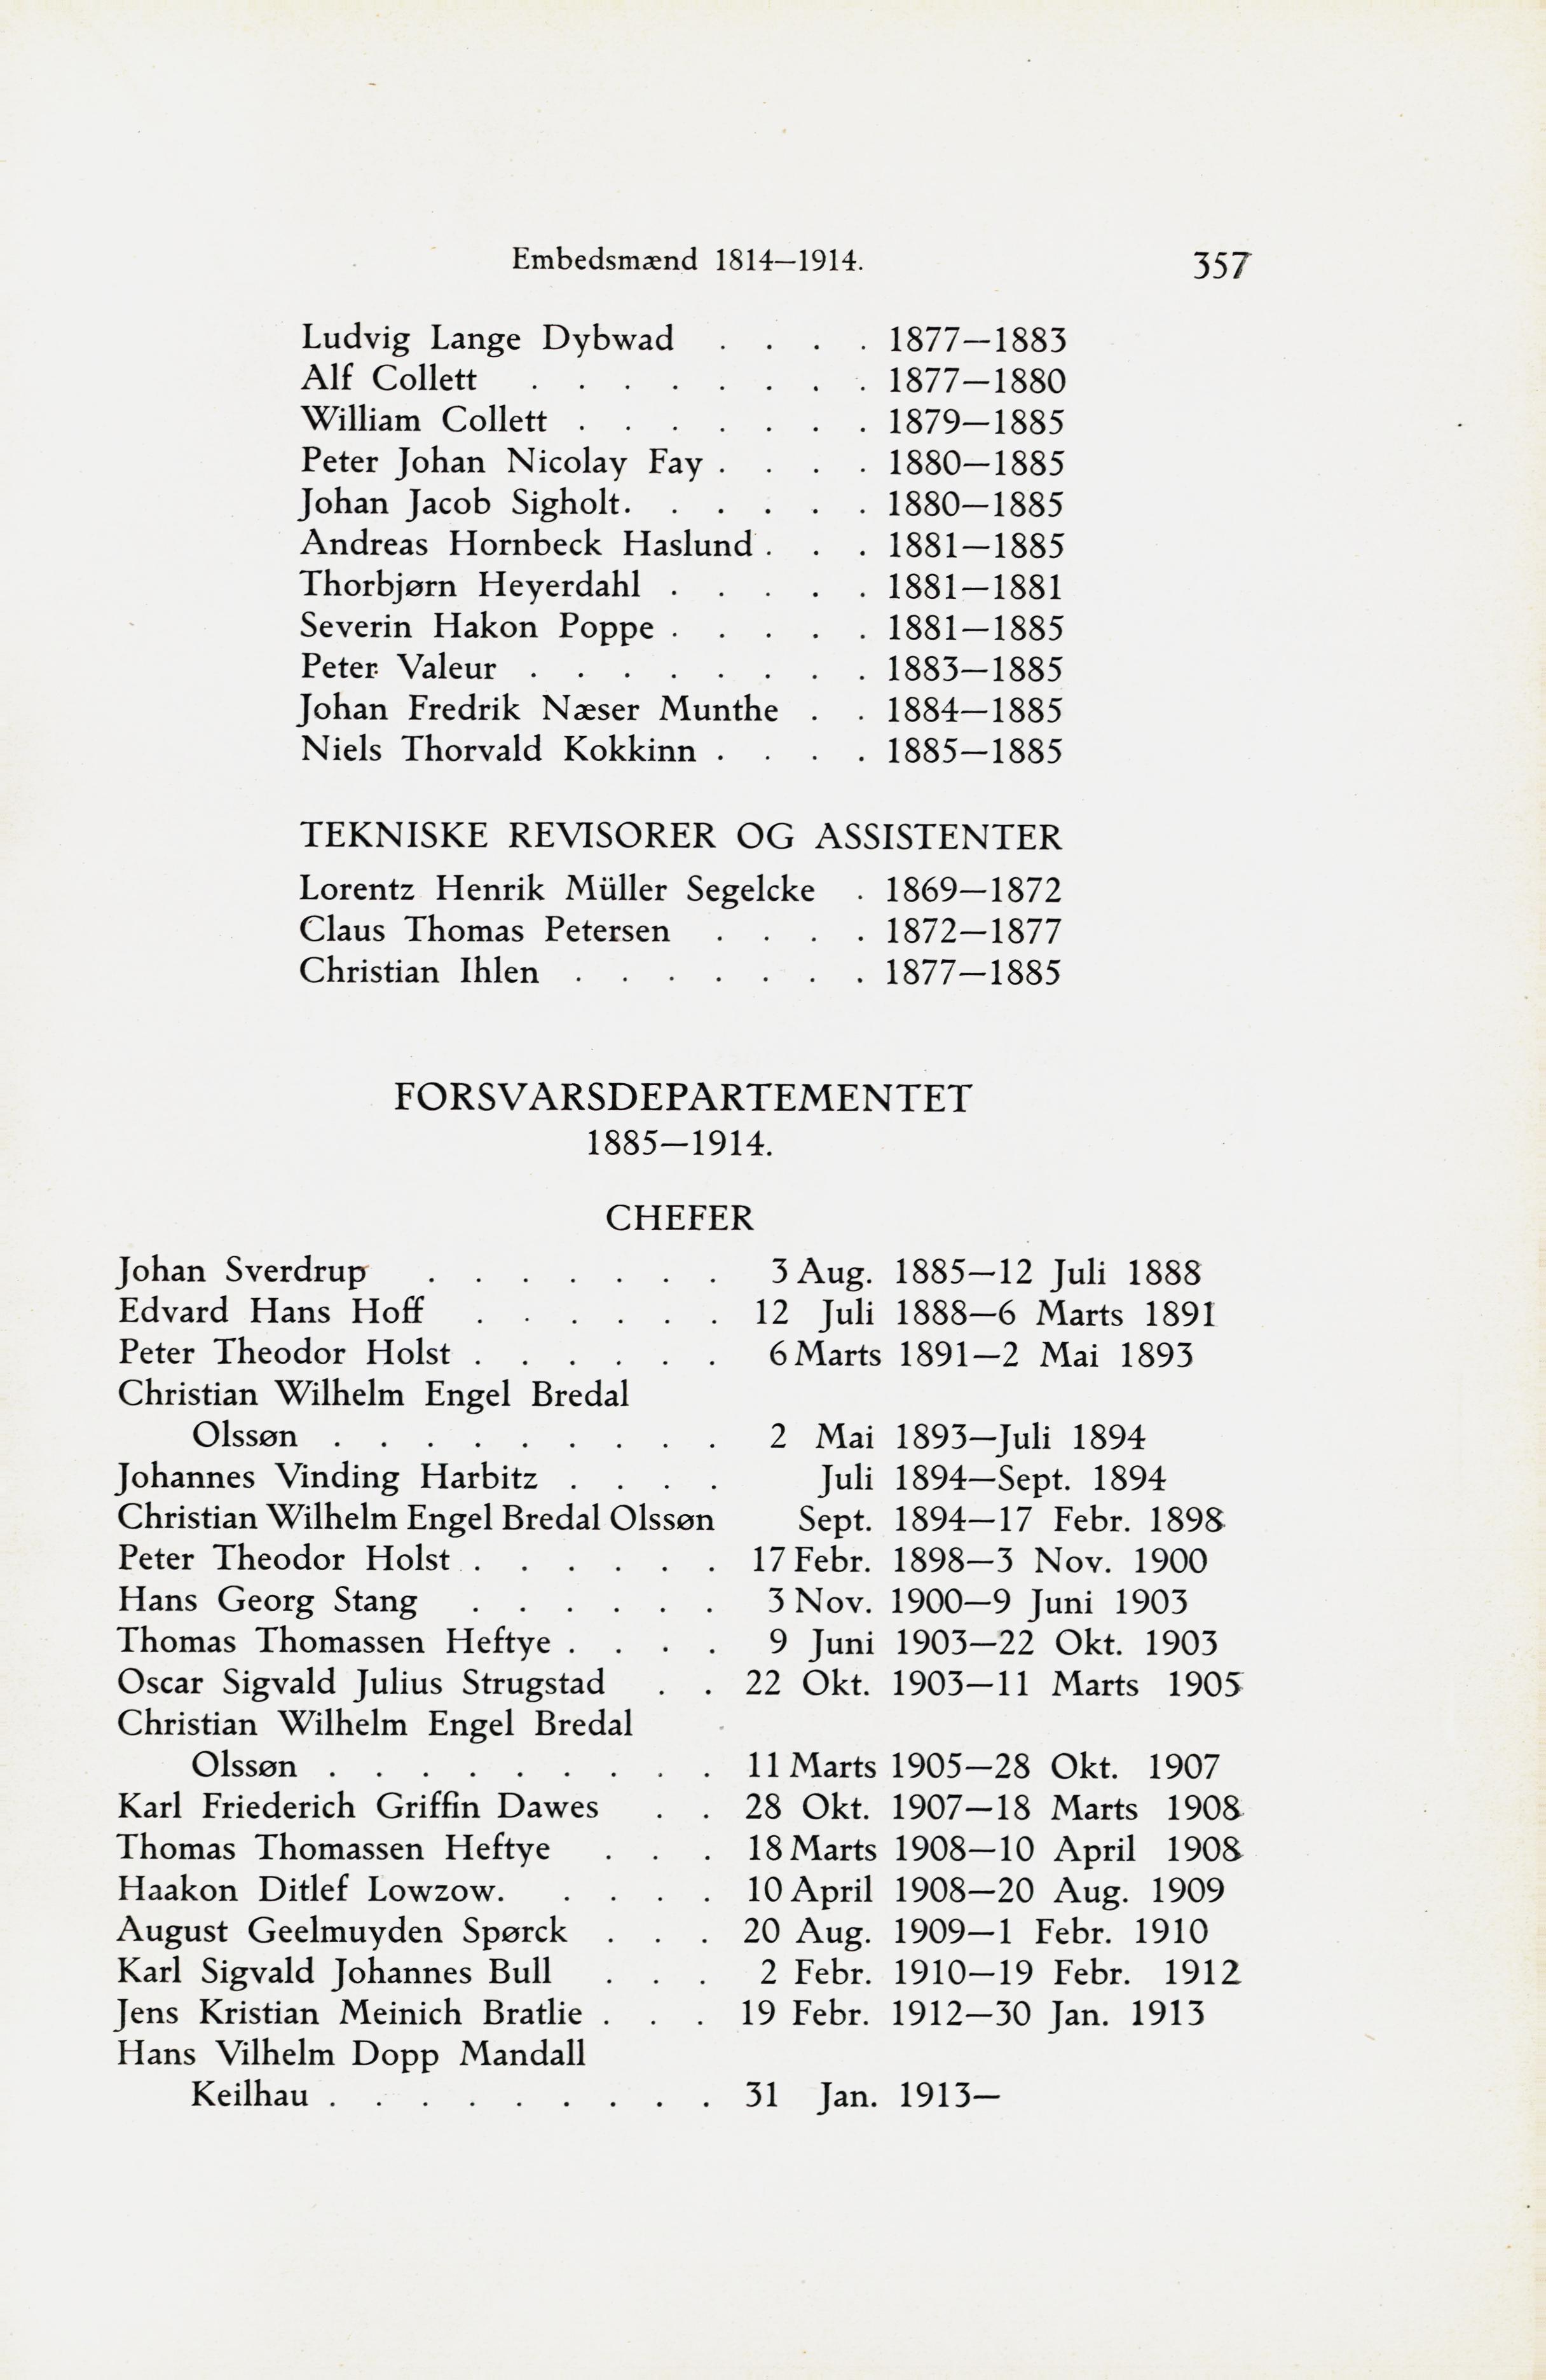 Embedsmænd 1814—1914. 357
Ludvig Lange Dybwad . . . . 1877—1883
Alf Collett . . . . . . . . 1877—1880
William Collett . . . . . . . 1879—1885
Peter Johan Nicolay Fay . . . . 1880—1885
Johan Jacob Sigholt. . . . . . 1880—1885
Andreas Hornbeck Haslund . . . 1881—1885
Thorbjørn Heyerdahl . . . . . 1881—1881
Severin Hakon Poppe . . . . . 1881—1885
Peter Valeur . . . . . . . . 1883—1885
Johan Fredrik Næser Munthe . . 1884—1885
Niels Thorvald Kokkinn . . . . 1885—1885
TEKNISKE REVISORER OG ASSISTENTER
Lorentz Henrik Müller Segelcke . 1869—1872
Claus Thomas Petersen . . . . 1872—1877
Christian Ihlen . . . . . . . 1877—1885
FORSVARSDEPARTEMENTET
1885—1914.
CHEFER
Johan Sverdrup . . . . . . . 3 Aug. 1885—12 Juli 1888
Edvard Hans Hoff . . . . . . 12 Juli 1888—6 Marts 1891
Peter Theodor Holst . . . . . . 6 Marts 1891—2 Mai 1893
Christian Wilhelm Engel Bredal
Olssøn . . . . . . . . . 2 Mai 1893—Juli 1894
Johannes Vinding Harbitz . . . . Juli 1894—Sept. 1894
Christian Wilhelm Engel Bredal Olssøn Sept. 1894—17 Febr. 1898
Peter Theodor Holst . . . . . . 17 Febr. 1898—3 Nov. 1900
Hans Georg Stang . . . . . . 3 Nov. 1900—9 Juni 1903
Thomas Thomassen Heftye . . . . 9 Juni 1903—22 Okt. 1903
Oscar Sigvald Julius Strugstad . . 22 Okt. 1903—11 Marts 1905
Christian Wilhelm Engel Bredal
Olssøn . . . . . . . . . 11 Marts 1905—28 Okt. 1907
Karl Friederich Griffin Dawes . . 28 Okt. 1907—18 Marts 1908
Thomas Thomassen Heftye . . . 18 Marts 1908—10 April 1908
Haakon Ditlef Lowzow. . . . . 10 April 1908—20 Aug. 1909
August Geelmuyden Spørck . . . 20 Aug. 1909—1 Febr. 1910
Karl Sigvald Johannes Bull . . . 2 Febr. 1910—19 Febr. 1912
Jens Kristian Meinich Bratlie . . . 19 Febr. 1912—30 Jan. 1913
Hans Vilhelm Dopp Mandall
Keilhau . . . . . . . . . 31 Jan. 1913—